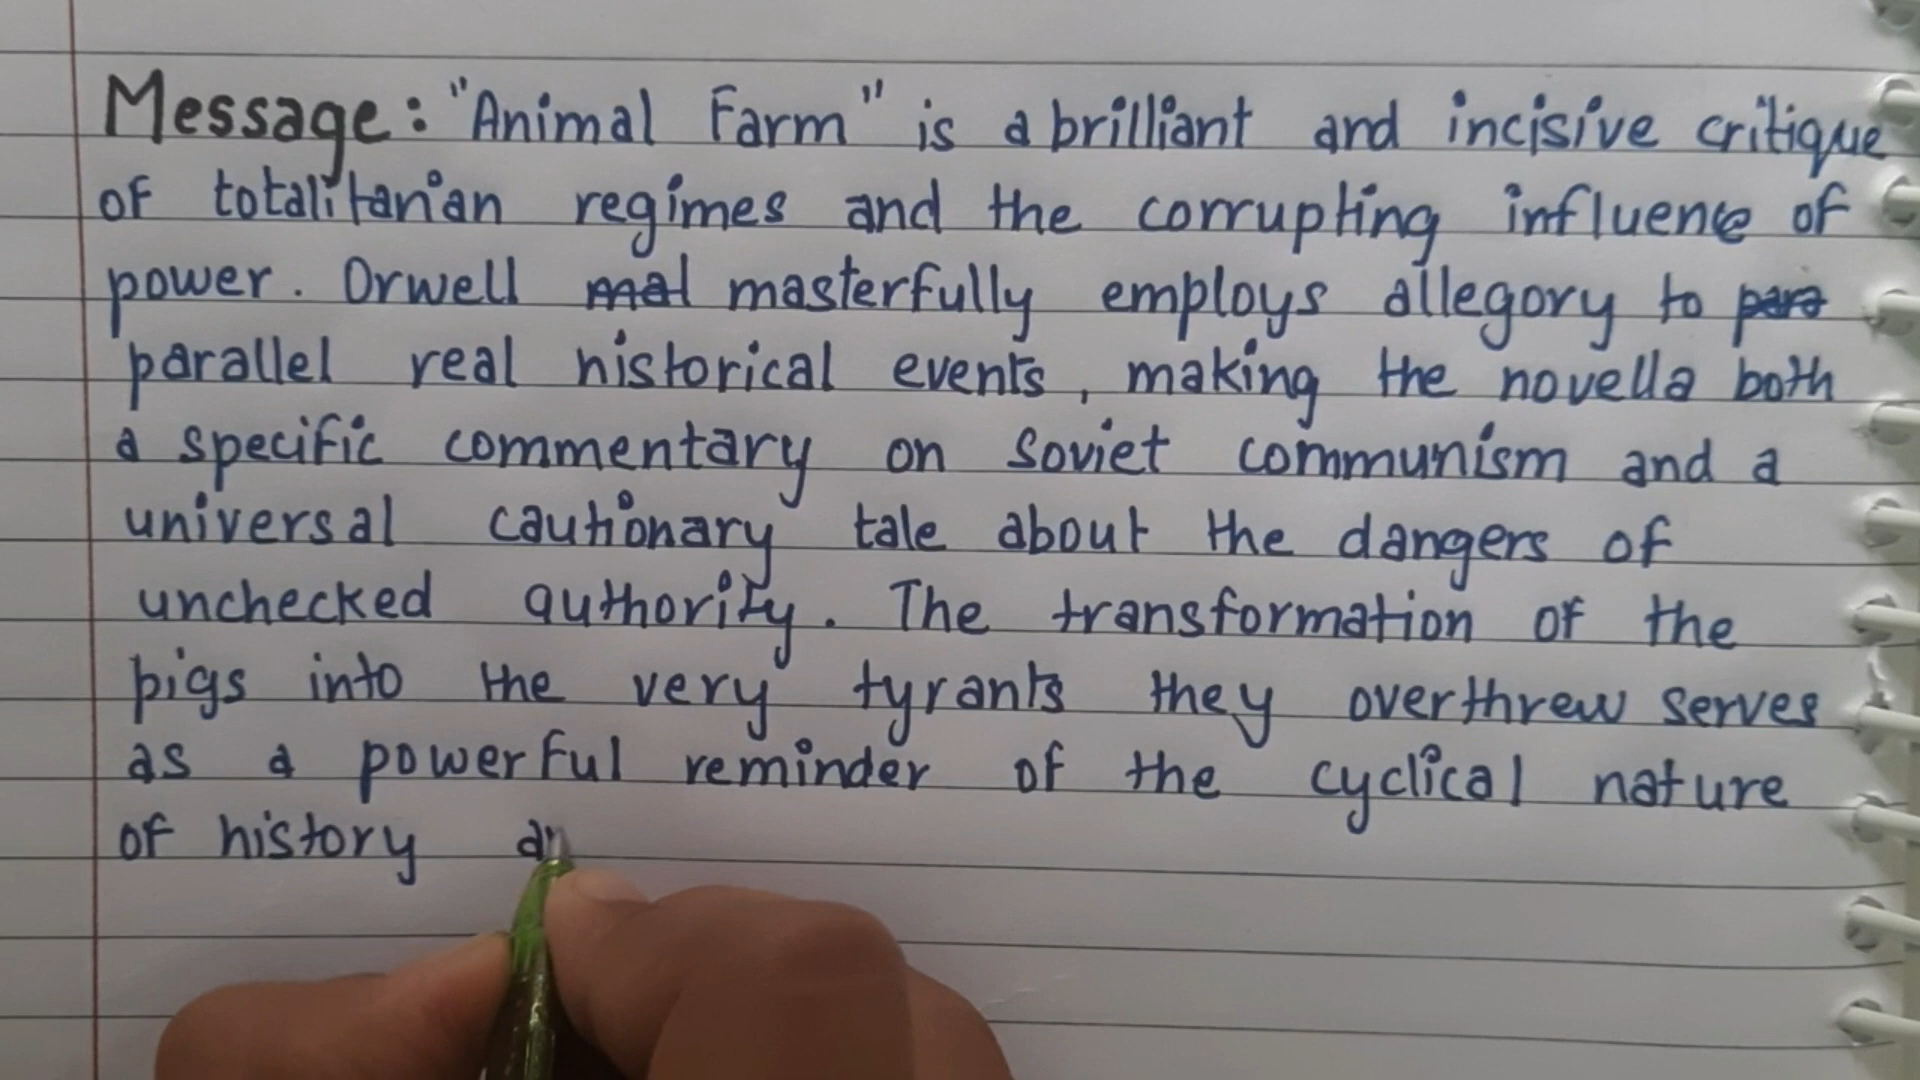 Message: "Animal Farm" is a brilliant and incisive critique
of totalitarian regimes and the corrupting influence of
power. Orwell masterfully employs allegory to
parallel real historical events, making the novella both
a specific commentary on Soviet communism and a
universal cautionary tale about the dangers of
unchecked authority. The transformation of the
pigs into the very tyrants they overthrew serves
as a powerful reminder of the cyclical nature
of history